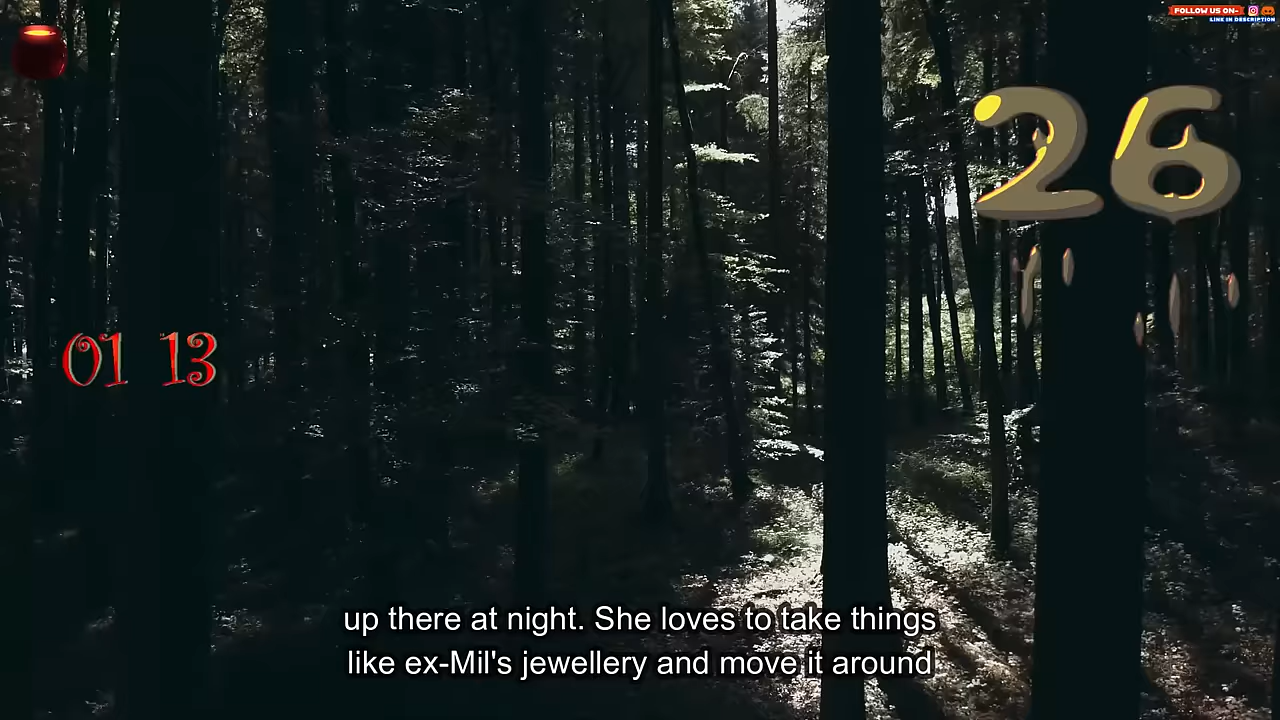 FOLLOW US ON-
LINK IN DESCRIPTION
26
01 13
up there at night. She loves to take things
like ex-Mil's jewellery and move it around